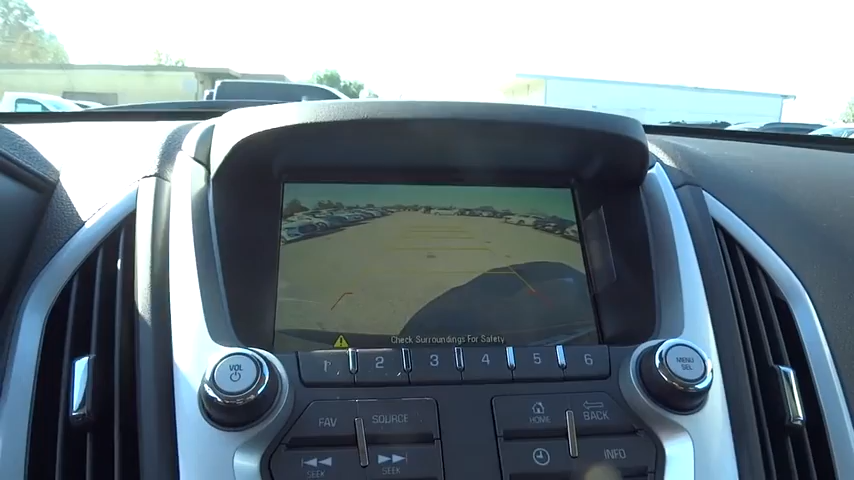 Check Surroundings For Safety
1 2 3 4 5 6
VOL
MENU
SEL
FAV SOURCE
HOME BACK
SEEK SEEK
INFO